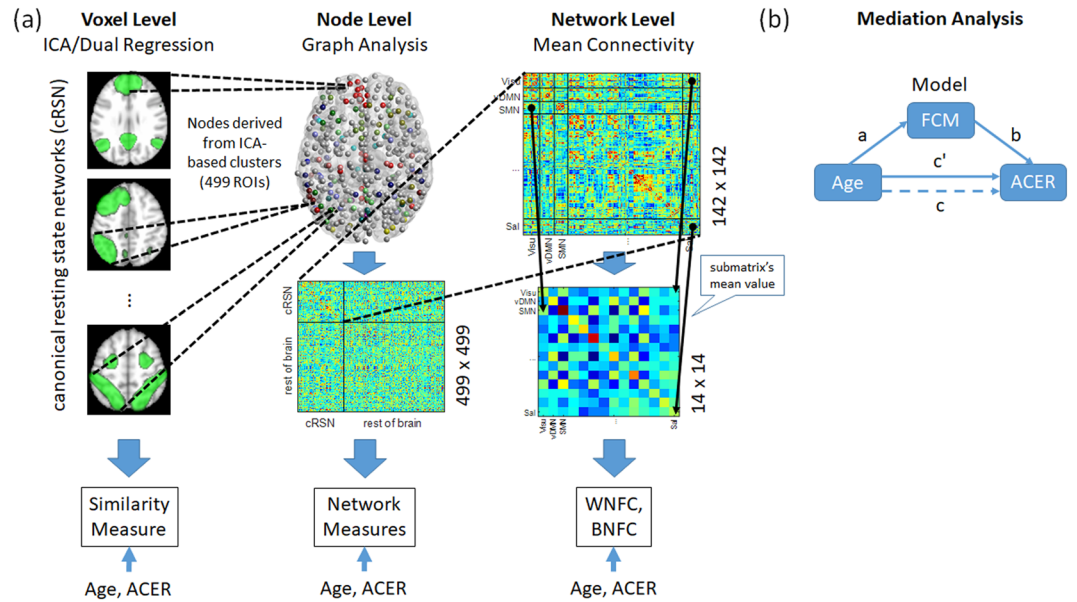 (a)
Voxel Level
ICA/Dual Regression
Node Level
Graph Analysis
Network Level
Mean Connectivity
(b)
Mediation Analysis
canonical resting state networks (cRSN)
...
Nodes derived
from ICA-
based clusters
(499 ROIs)
cRSN
rest of brain
cRSN
rest of brain
499 x 499
Visu
vDMN
SMN
...
Sal
Visu
vDMN
SMN
...
Sal
142 x 142
submatrix's
mean value
Visu
vDMN
SMN
...
Sal
Visu
vDMN
SMN
...
Sal
14 x 14
Similarity
Measure
Network
Measures
WNFC,
BNFC
Age, ACER
Age, ACER
Age, ACER
Model
FCM
a
b
c'
Age
ACER
c